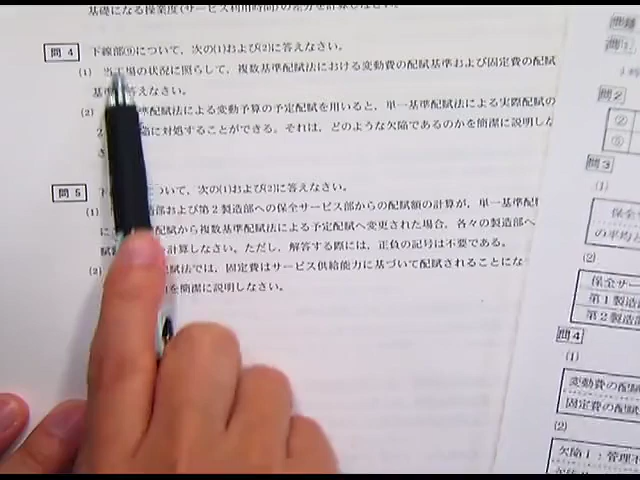 基礎になる操業度(サービス利用時間)の差分を計算しなさい。
問4 下線部⑨について、次の(1)および(2)に答えなさい。
(1) 当工場の状況に照らして、複数基準配賦法における変動費の配賦基準および固定費の配賦
基準 答えなさい。
(2) 準配賦法による変動予算の予定配賦を用いると、単一基準配賦法による実際配賦の
2 陥に対処することができる。それは、どのような欠陥であるのかを簡潔に説明しな
さ
問5 下 ついて、次の(1)および(2)に答えなさい。
(1) 造部および第2製造部への保全サービス部からの配賦額の計算が、単一基準配
に 配賦から複数基準配賦法による予定配賦へ変更された場合、各々の製造部へ
賦 計算しなさい。ただし、解答する際には、正負の記号は不要である。
(2) 配賦法では、固定費はサービス供給能力に基づいて配賦されることにな
を簡潔に説明しなさい。
問1
問2
②
⑤
問3
(1)
保全
の平均と
(2)
保全サー
第1製造部
第2製造部
問4
(1)
変動費の配賦
固定費の配賦
(2)
欠陥1:管理不